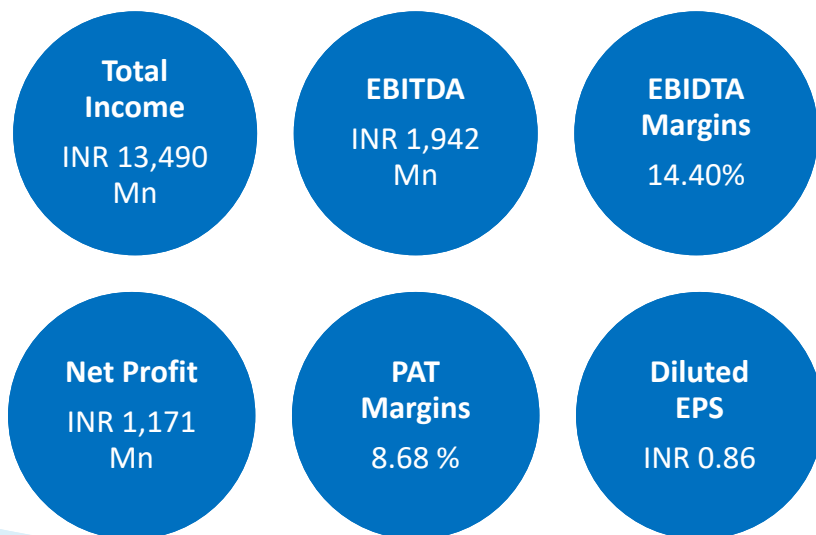 Total
Income
INR 13,490
Mn
EBITDA
INR 1,942
Mn
EBIDTA
Margins
14.40%
Net Profit
INR 1,171
Mn
PAT
Margins
8.68 %
Diluted
EPS
INR 0.86